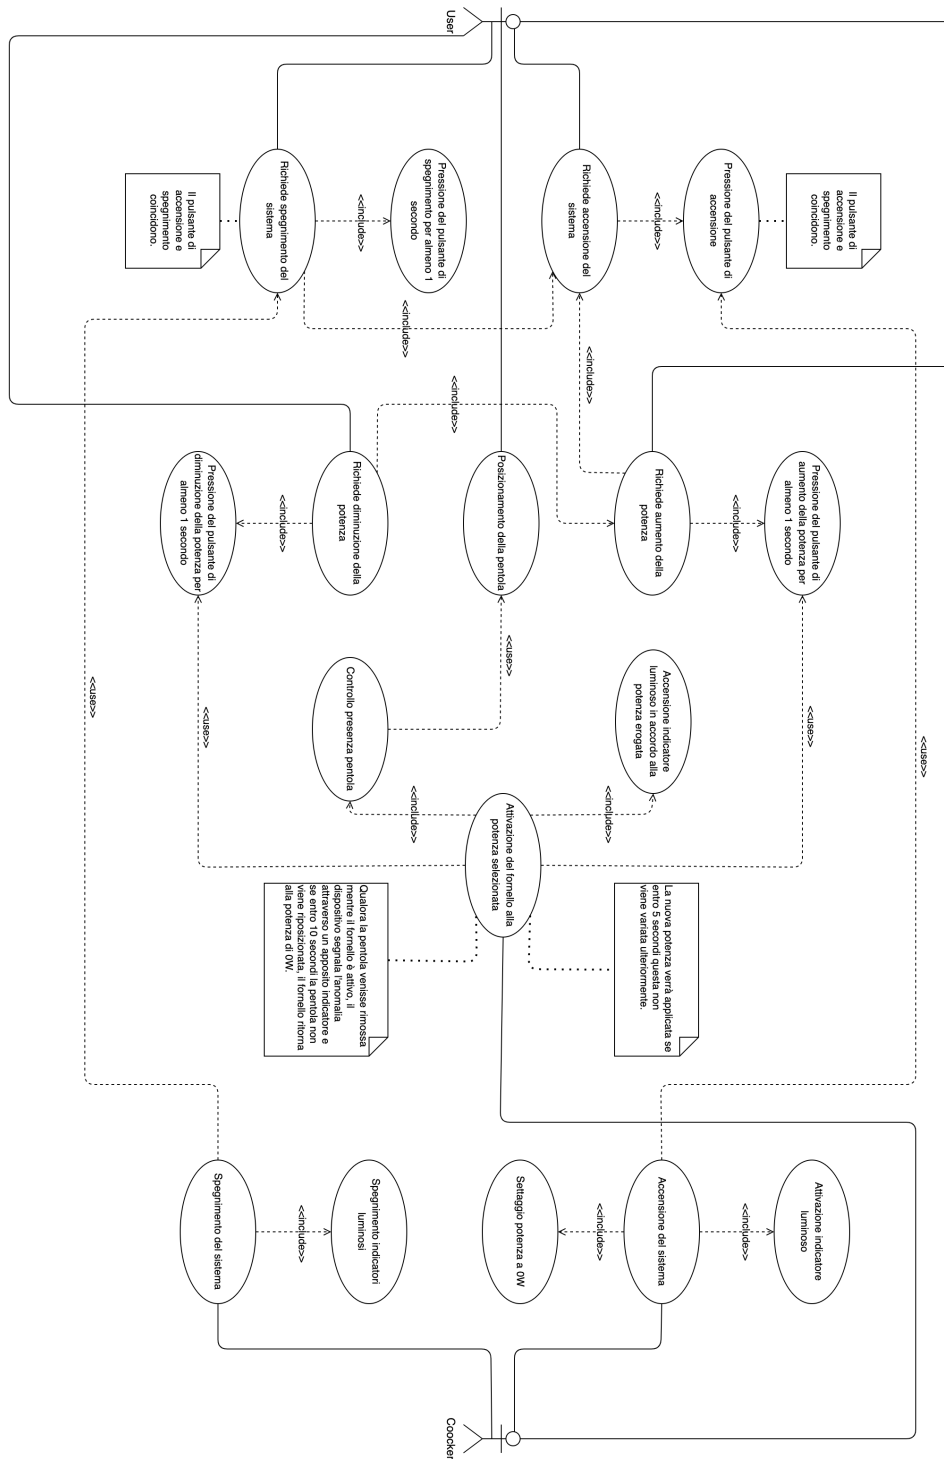 <<use>>
Il pulsante di
accensione e
spegnimento
coincidono.
Pressione del pulsante di
aumento della potenza per
almeno 1 secondo
<<use>>
Attivazione indicatore
luminoso
Pressione del pulsante di
accensione
<<include>>
<<include>>
<<include>>
Richiede accensione del
sistema
<<include>>
Richiede aumento della
potenza
Accensione indicatore
luminoso in accordo alla
potenza erogata
<<include>>
La nuova potenza verrà applicata se
entro 5 secondi questa non
viene variata ulteriormente.
Accensione del sistema
<<include>>
User
Posizionamento della pentola
<<use>>
Attivazione del fornello alla
potenza selezionata
Settaggio potenza a 0W
Coocker
Pressione del pulsante di
spegnimento per almeno 1
secondo
<<include>>
<<include>>
<<include>>
<<include>>
Richiede spegnimento del
sistema
Richiede diminuzione della
potenza
Controllo presenza pentola
Qualora la pentola venisse rimossa
mentre il fornello è attivo, il
dispositivo segnala l'anomalia
attraverso un apposito indicatore e
se entro 10 secondi la pentola non
viene riposizionata, il fornello ritorna
alla potenza di 0W.
Spegnimento indicatori
luminosi
<<include>>
<<include>>
Il pulsante di
accensione e
spegnimento
coincidono.
Pressione del pulsante di
diminuzione della potenza per
almeno 1 secondo
<<use>>
Spegnimento del sistema
<<use>>